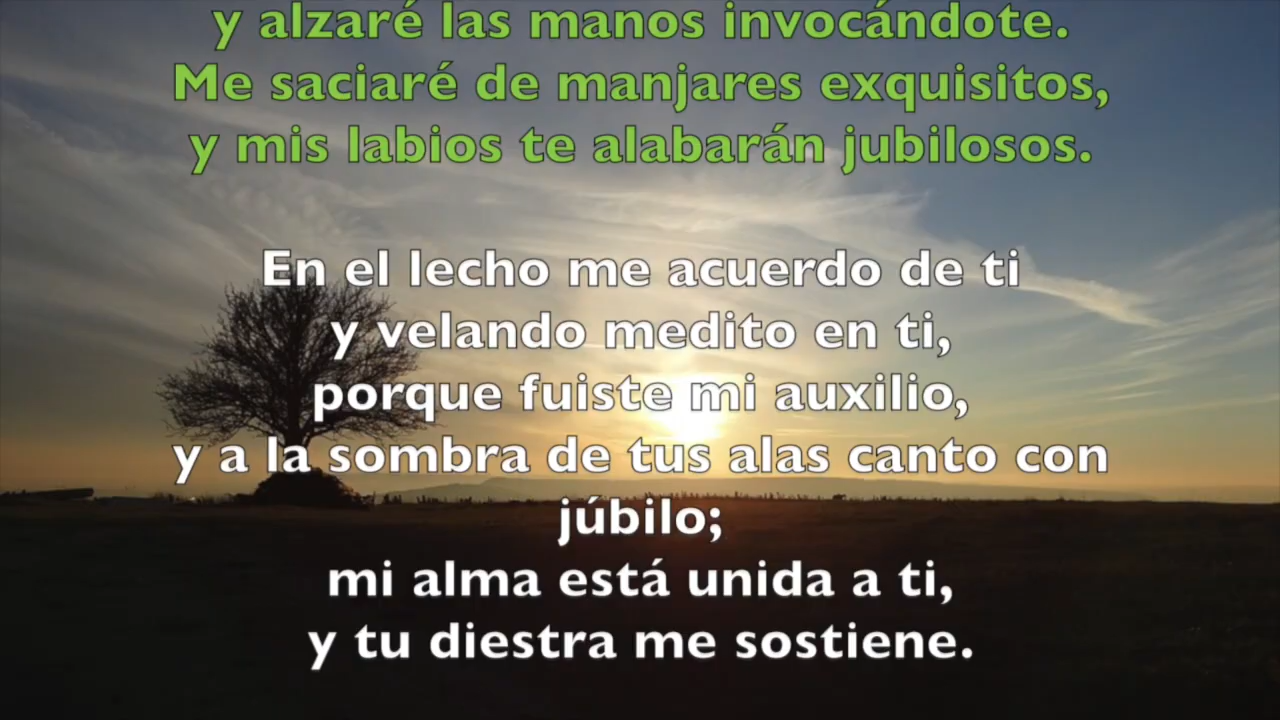 y alzaré las manos invocándote.
Me saciaré de manjares exquisitos,
y mis labios te alabarán jubilosos.
En el lecho me acuerdo de ti
y velando medito en ti,
porque fuiste mi auxilio,
y a la sombra de tus alas canto con
júbilo;
mi alma está unida a ti,
y tu diestra me sostiene.